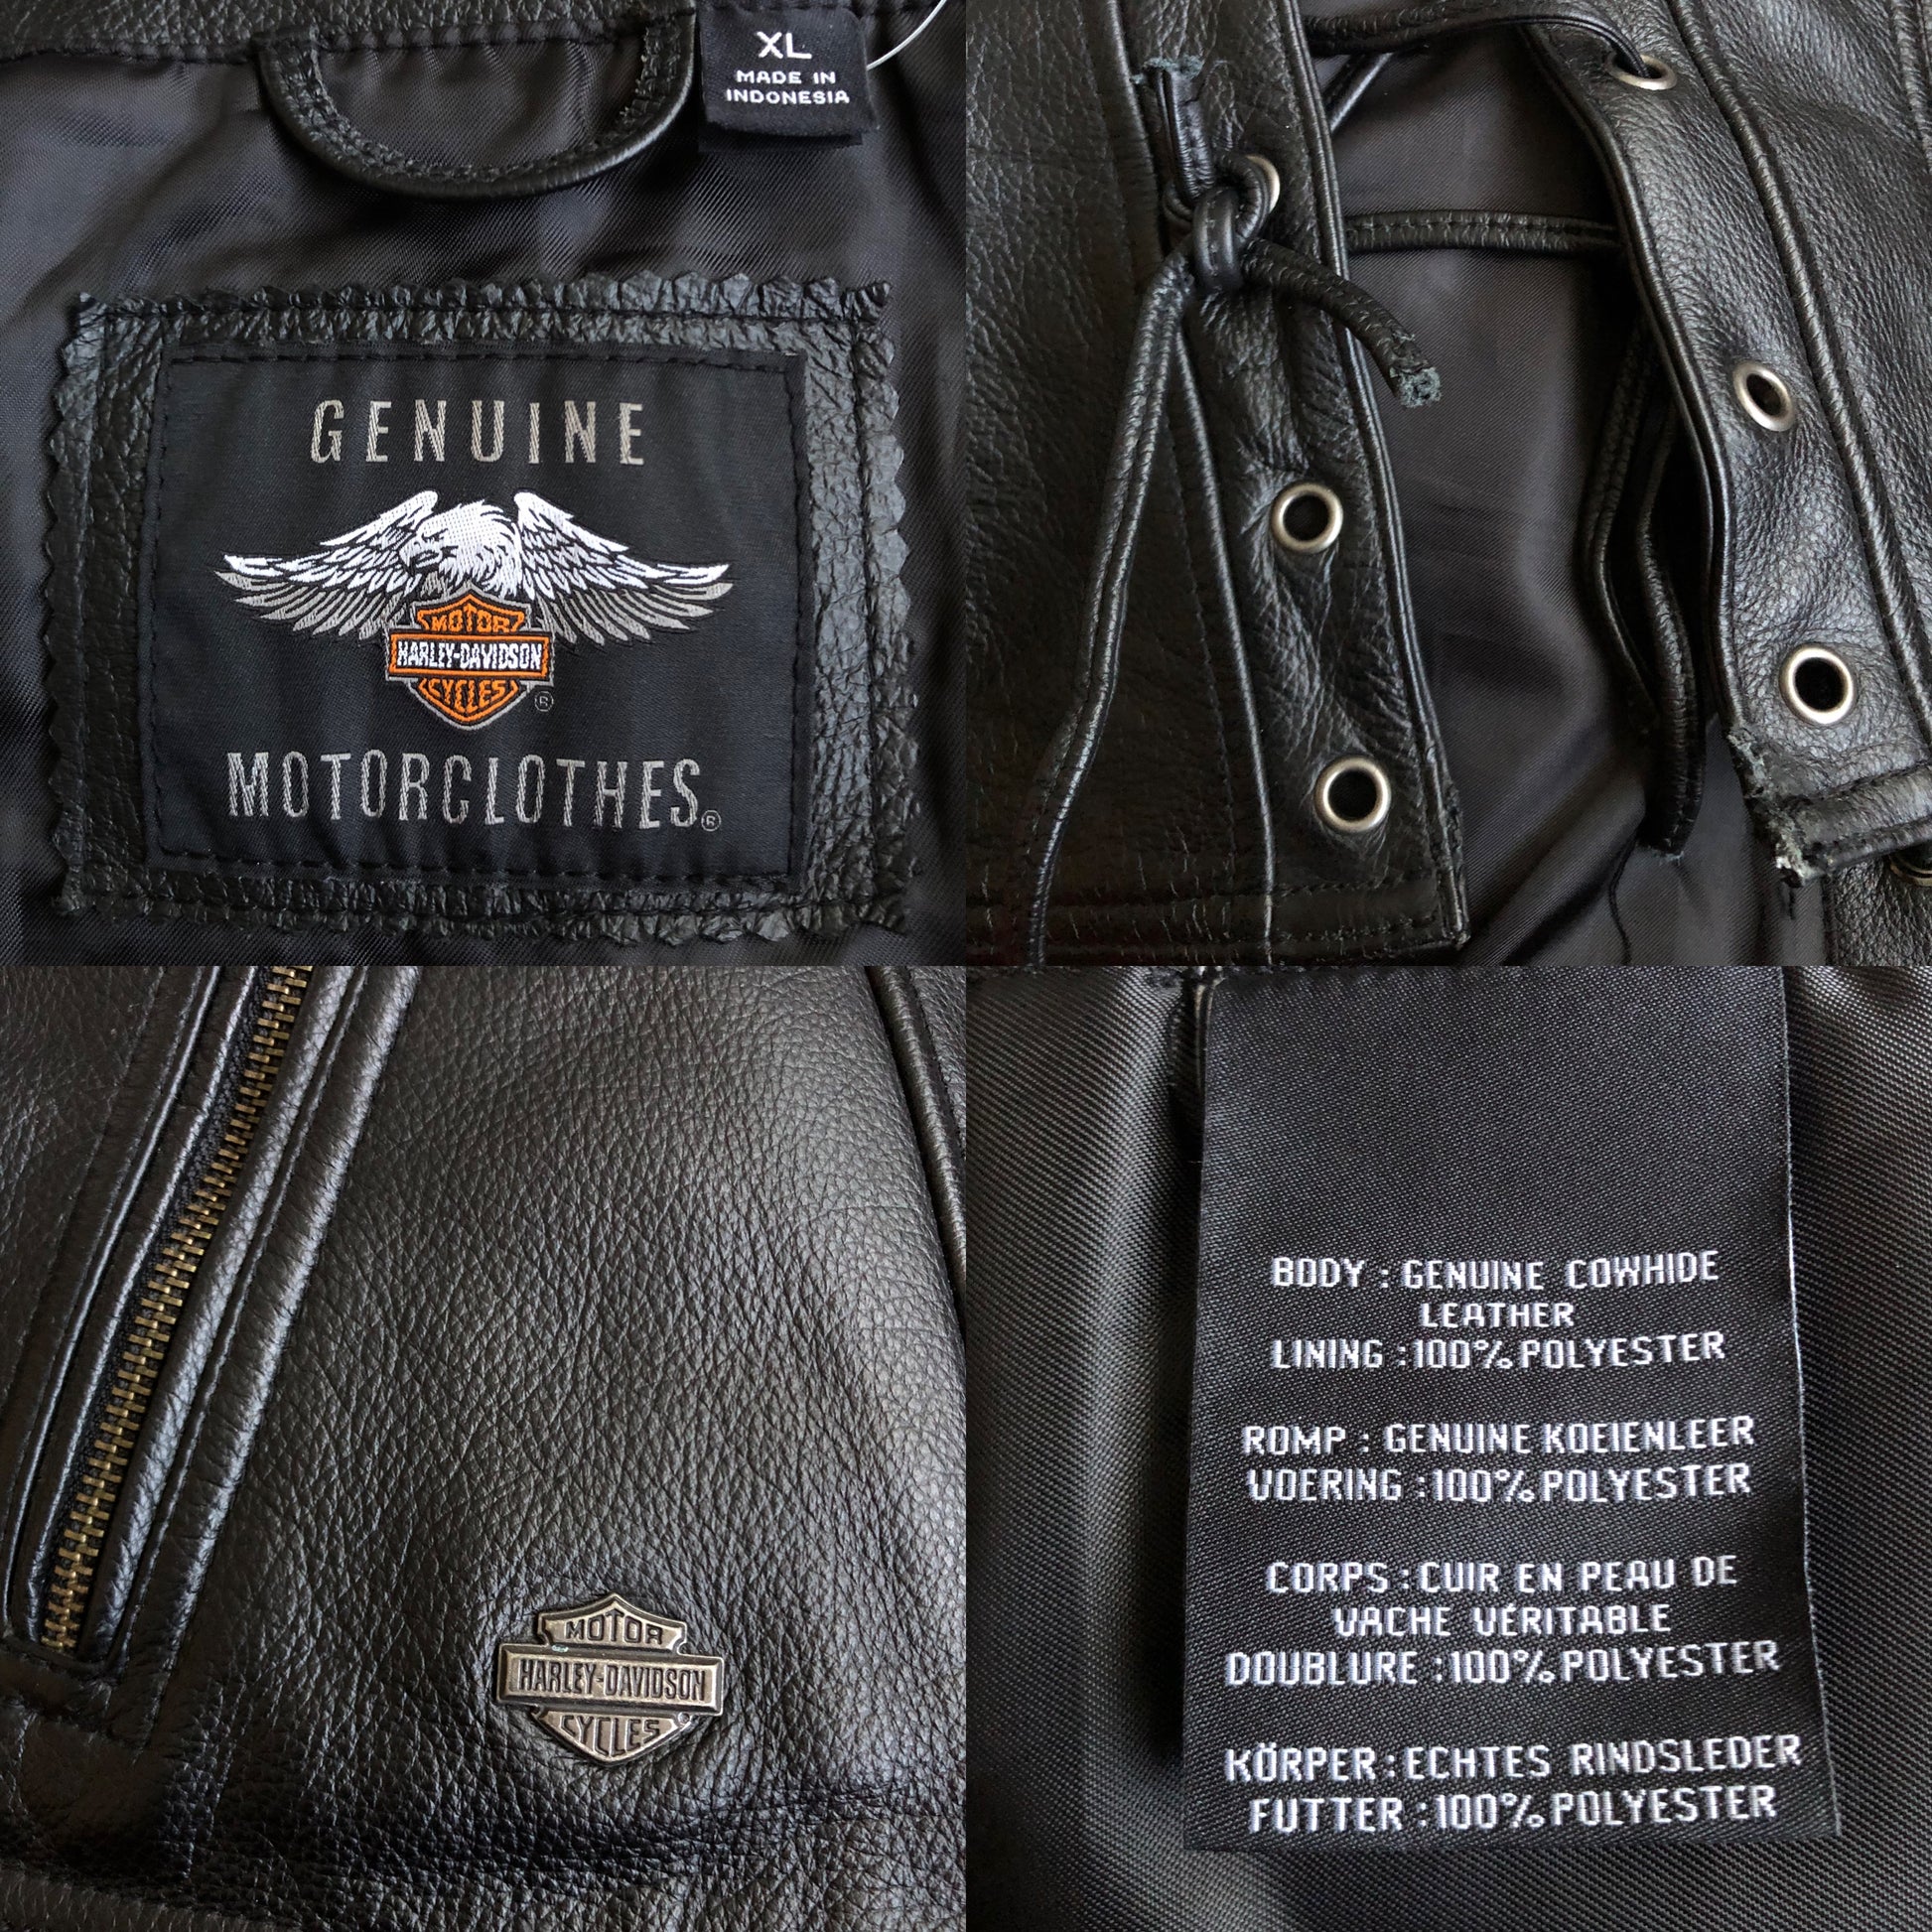 XL
MADE IN
INDONESIA
GENUINE
MOTOR
HARLEY-DAVIDSON
CYCLES ®
MOTORCLOTHES®
MOTOR
HARLEY-DAVIDSON
CYCLES
BODY : GENUINE COWHIDE
LEATHER
LINING :100% POLYESTER
ROMP : GENUINE KOEIENLEER
VOERING :100% POLYESTER
CORPS :CUIR EN PEAU DE
VACHE VÉRITABLE
DOUBLURE :100% POLYESTER
KÖRPER:ECHTES RINDSLEDER
FUTTER :100% POLYESTER